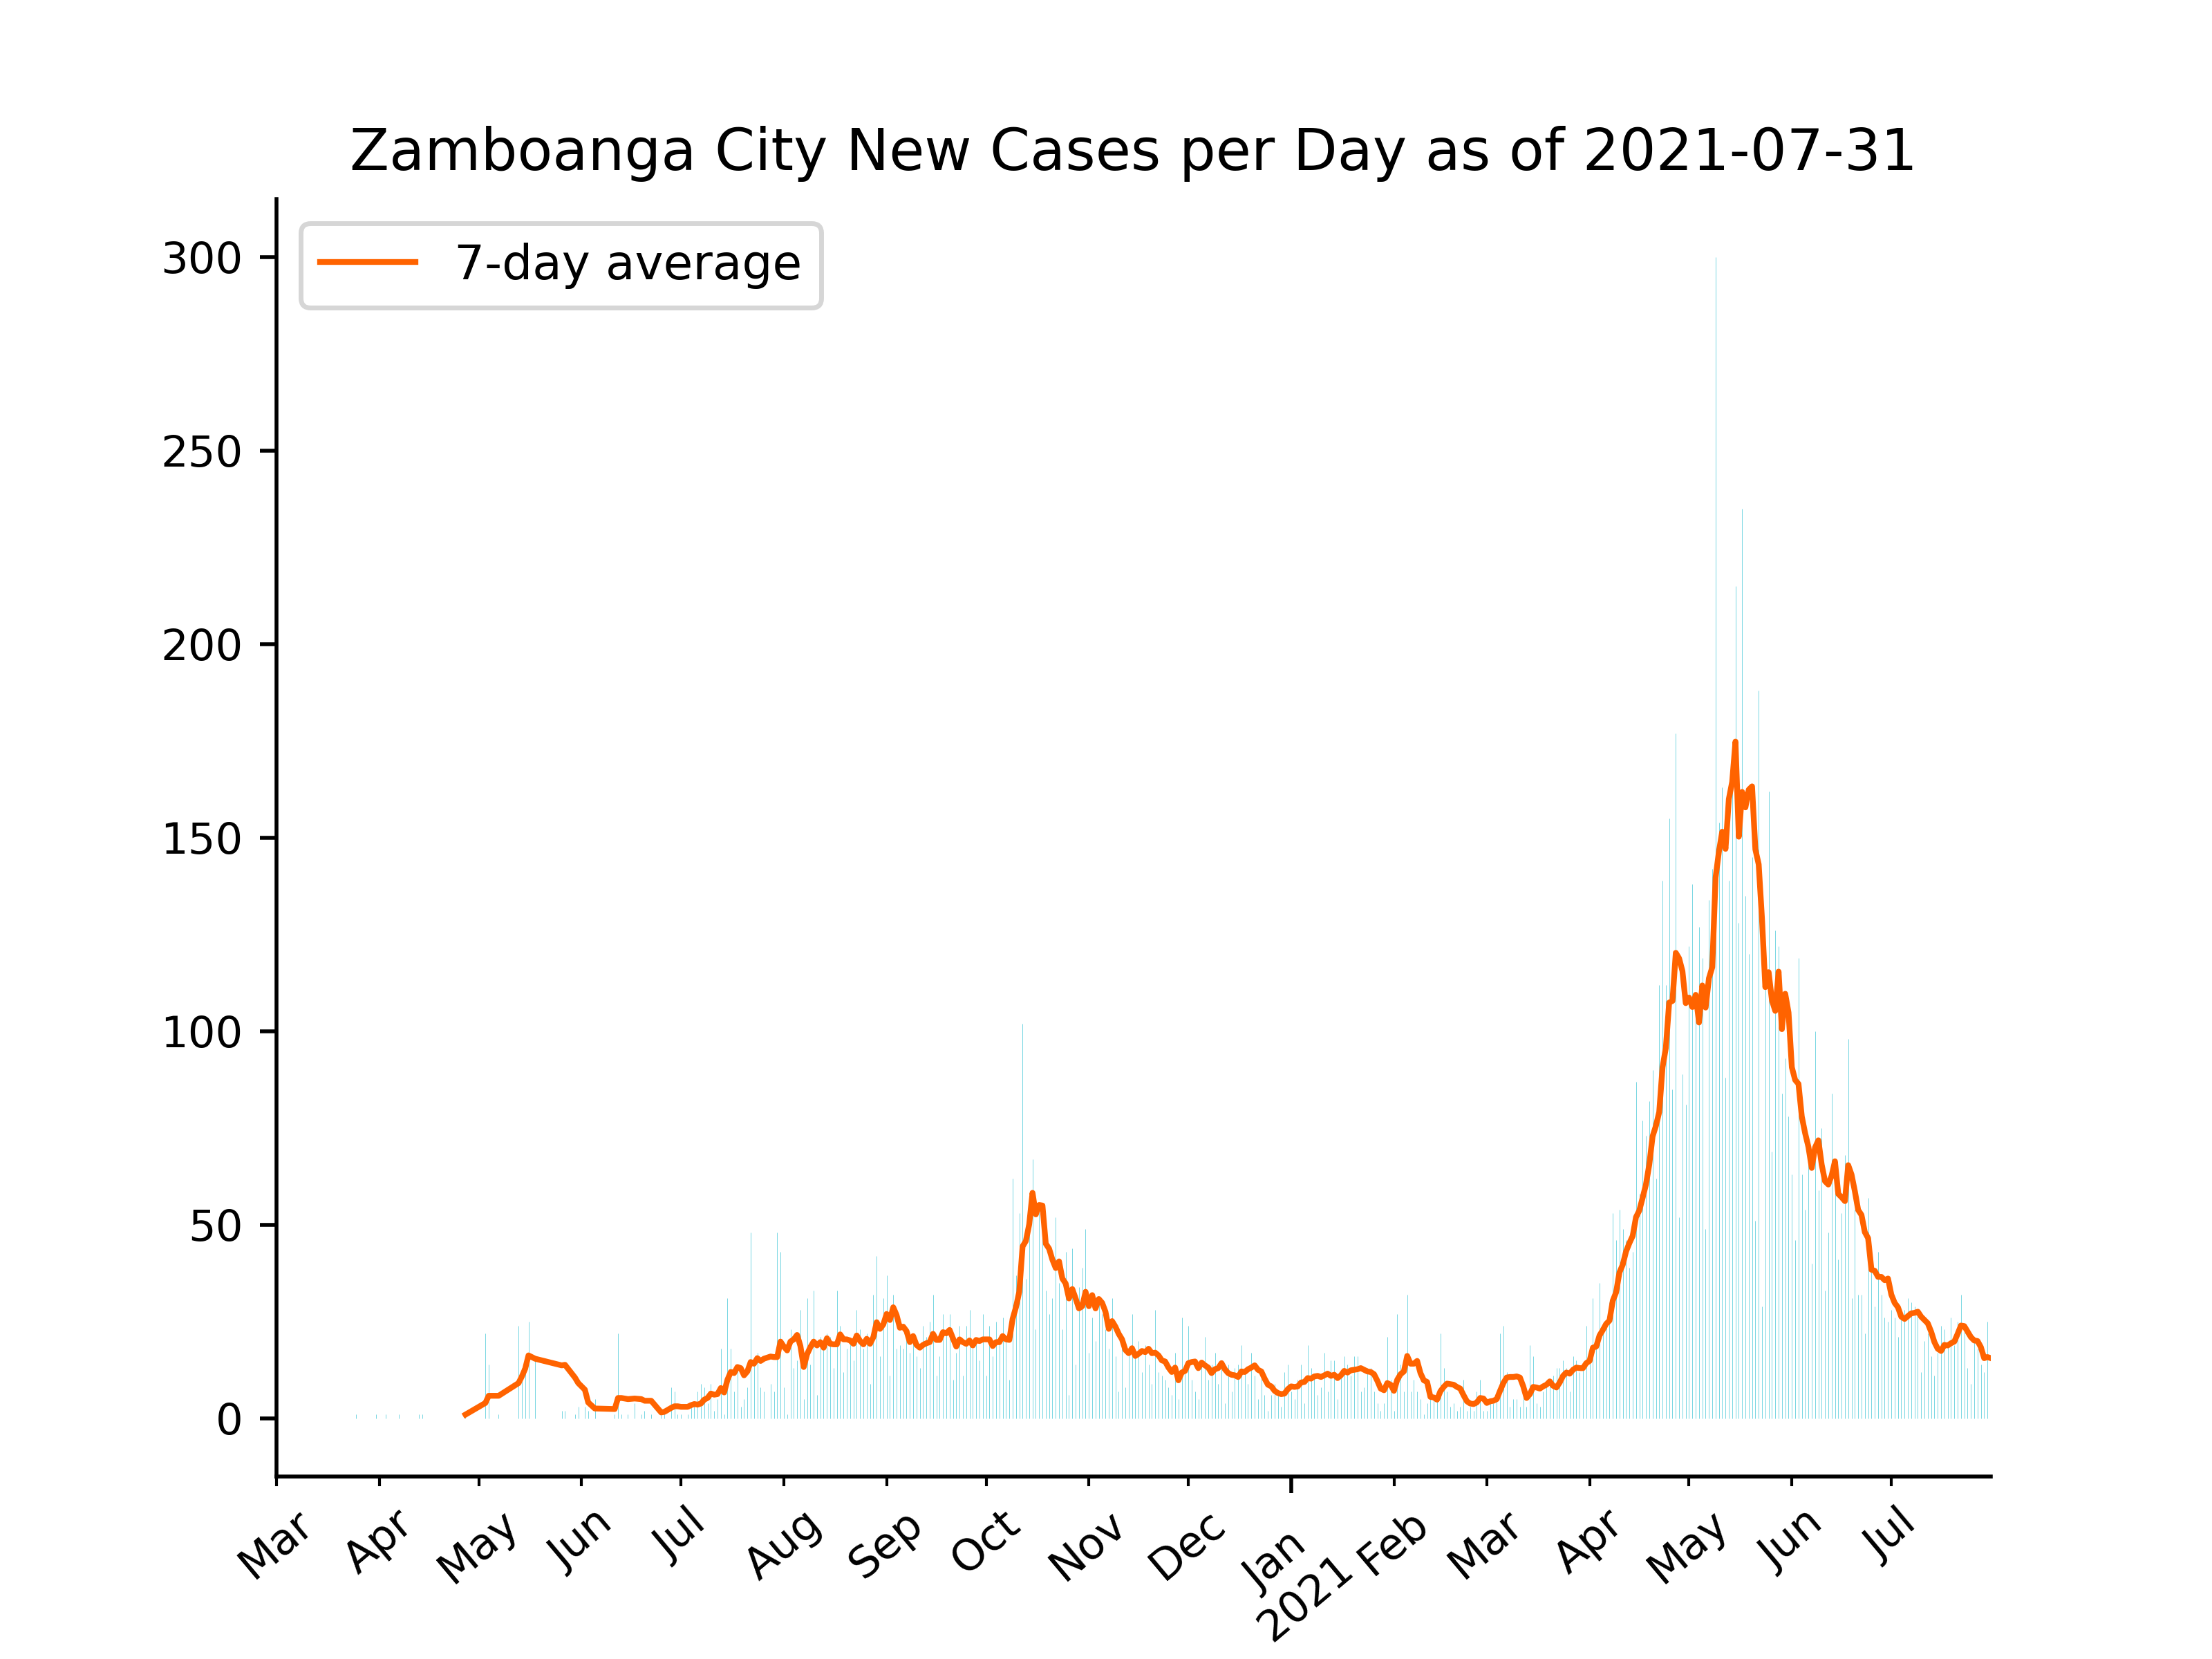 Zamboanga City New Cases per Day as of 2021-07-31
7-day average
300
250
200
150
100
50
0
Mar
Apr
May
Jun
Jul
Aug
Sep
Oct
Nov
Dec
Jan
2021
Feb
Mar
Apr
May
Jun
Jul